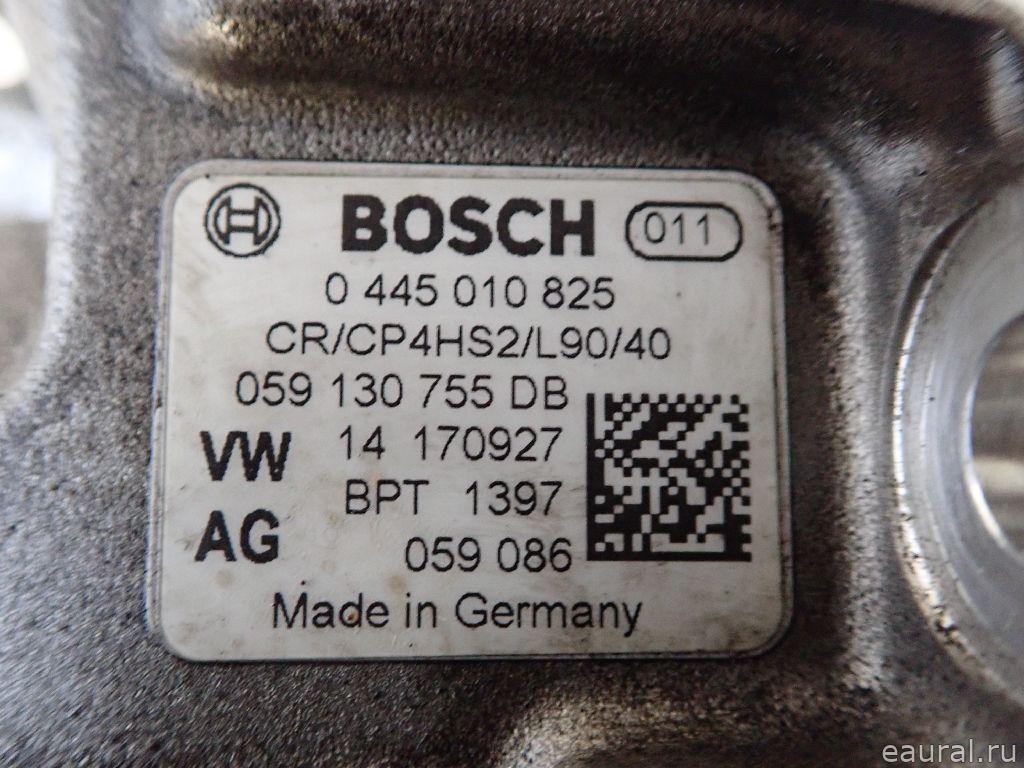 BOSCH 011
0 445 010 825
CR/CP4HS2/L90/40
059 130 755 DB
VW 14 170927
BPT 1397
AG 059 086
Made in Germany
eaural.ru